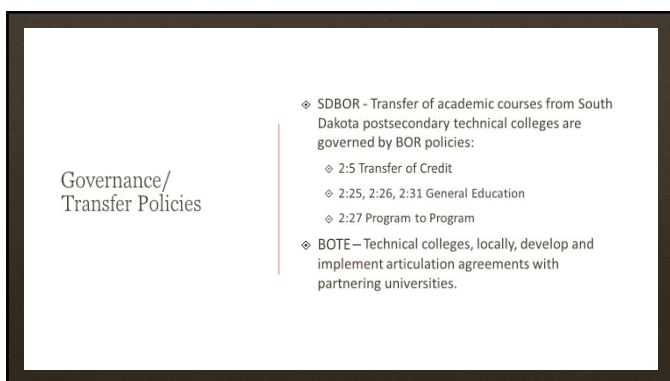 Governance/
Transfer Policies
SDBOR - Transfer of academic courses from South
Dakota postsecondary technical colleges are
governed by BOR policies:
2:5 Transfer of Credit
2:25, 2:26, 2:31 General Education
2:27 Program to Program
BOTE – Technical colleges, locally, develop and
implement articulation agreements with
partnering universities.